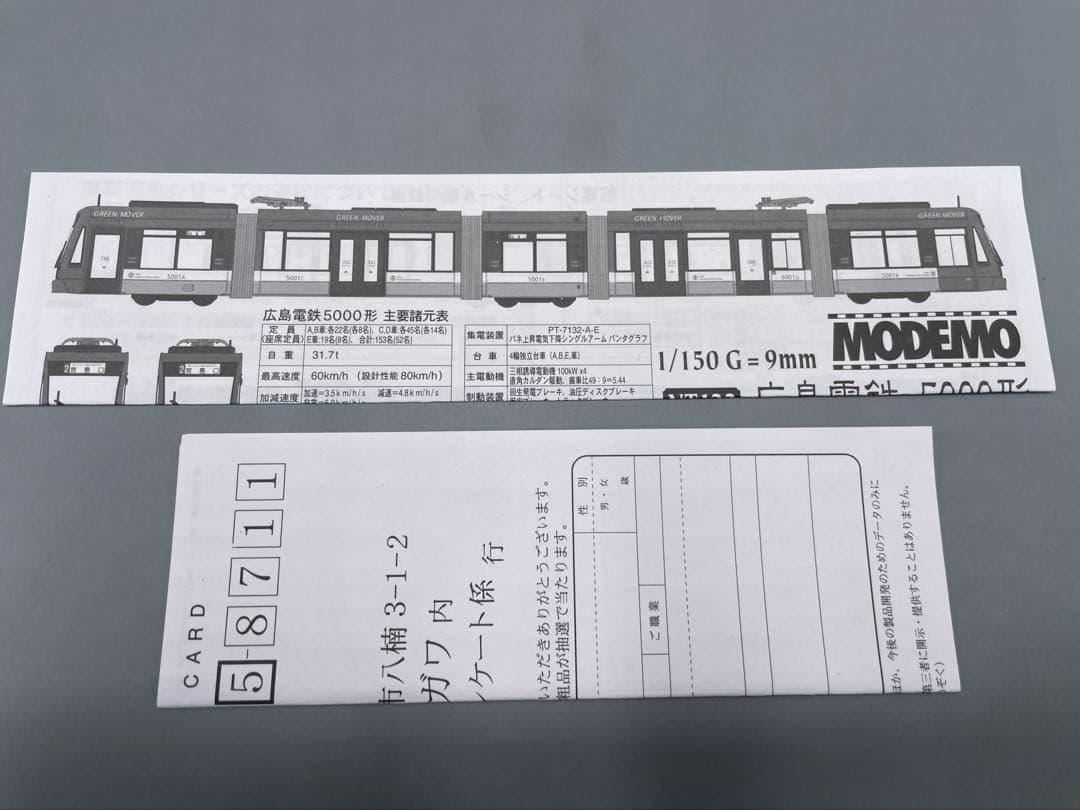 GREEN MOVER
GREEN MOVER
GREEN MOVER
GREEN MOVER
5001A
5001C
5001E
5001D
5001B
広島電鉄5000形 主要諸元表
定員
(座席定員)
A,B車:各22名(各8名)、C,D車:各45名(各14名)
E車:19名(8名)、合計:153名(52名)
自重
31.7t
最高速度
60km/h (設計性能80km/h)
加減速度
加速=3.5km/h/s 減速=4.8km/h/s
集電装置
PT-7132-A-E
バネ上昇電気下降シングルアーム パンタグラフ
台車
4輪独立台車 (A,B,E,車)
主電動機
三相誘導電動機 100kW x4
直角カルダン駆動、歯車比49:9=5.44
制動装置
回生発電ブレーキ、油圧ディスクブレーキ
MODEMO
1/150 G=9mm
広島電鉄 5000形
CARD
5-8711
市八楠3-1-2
ガワ内
ンケート係 行
いただきありがとうございます。
粗品が抽選で当たります。
性別
男・女
歳
ご職業
ほか、今後の製品開発のためのデータのみに
第三者に開示・提供することはありません。
のぞく)